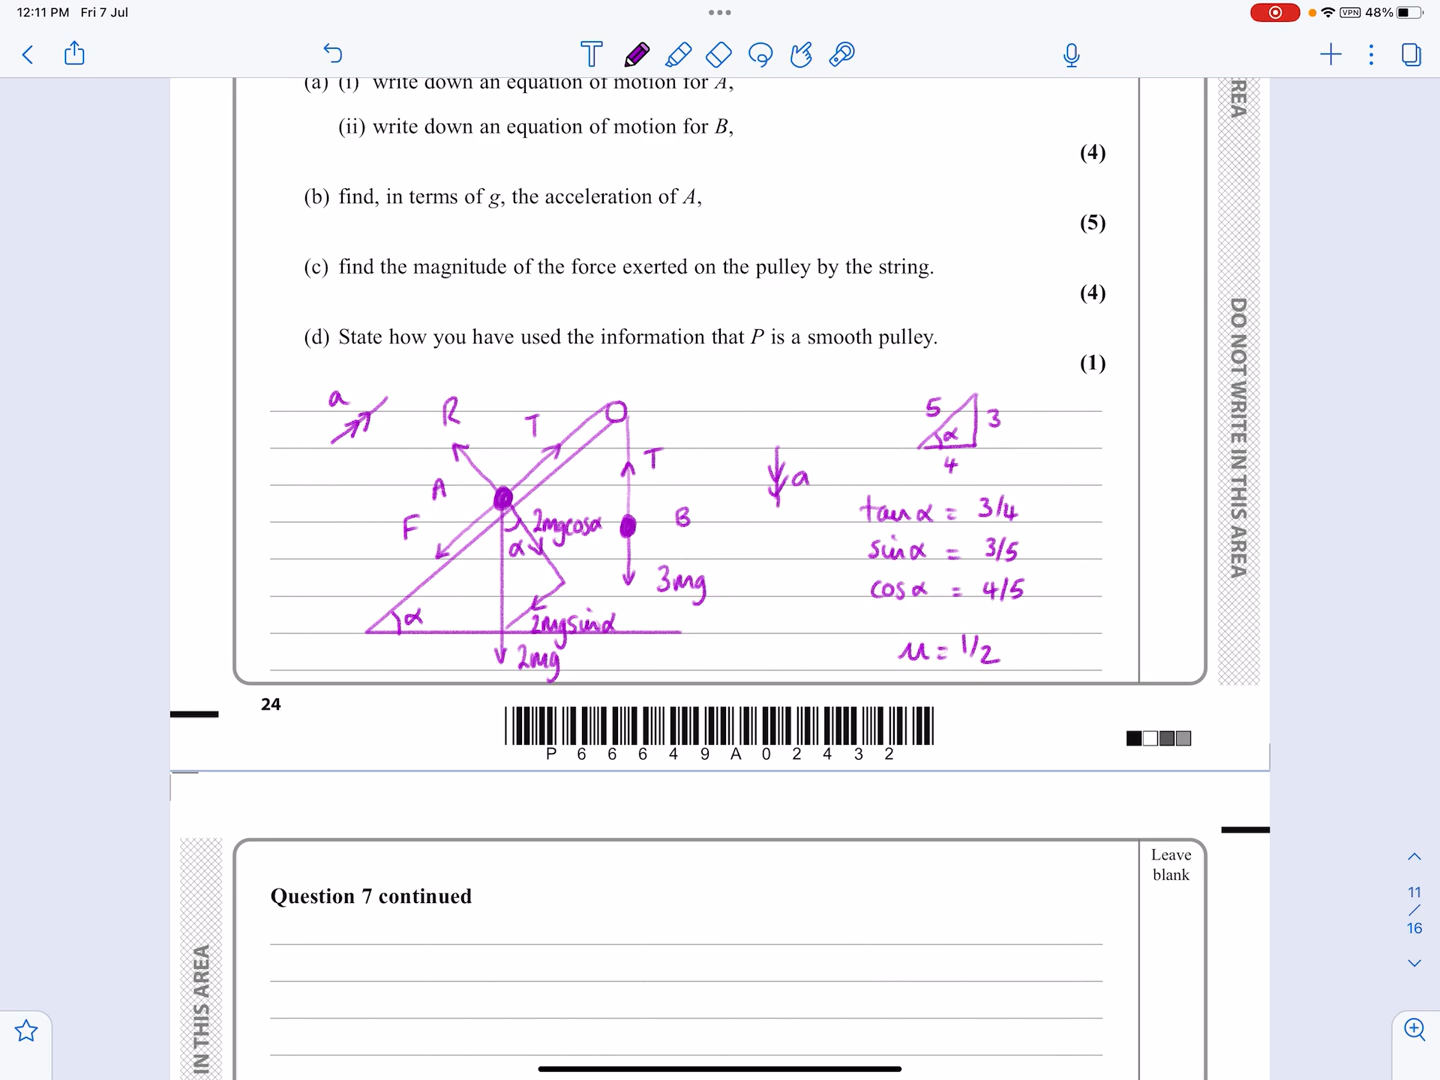 12:11 PM Fri 7 Jul
VPN 48%
(a) (i) write down an equation of motion for A,
(ii) write down an equation of motion for B,
(4)
(b) find, in terms of g, the acceleration of A,
(5)
(c) find the magnitude of the force exerted on the pulley by the string.
(4)
(d) State how you have used the information that P is a smooth pulley.
(1)
a
R
T
T
A
F
2mgcosα
α
B
3mg
α
2mgsinα
2mg
a
5
3
α
4
tanα = 3/4
sinα = 3/5
cosα = 4/5
μ = 1/2
REA
DO NOT WRITE IN THIS AREA
24
P 6 6 6 4 9 A 0 2 4 3 2
Leave
blank
Question 7 continued
IN THIS AREA
11
/
16